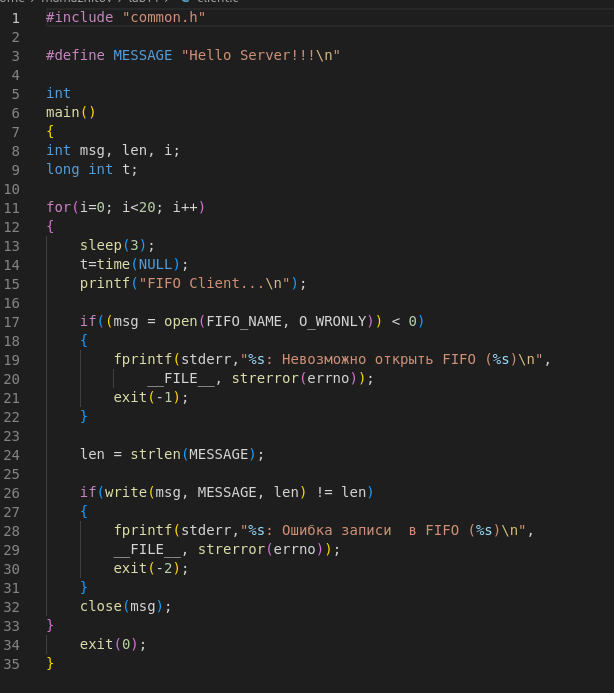 1 #include "common.h"
2
3 #define MESSAGE "Hello Server!!!\n"
4
5 int
6 main()
7 {
8 int msg, len, i;
9 long int t;
10
11 for(i=0; i<20; i++)
12 {
13     sleep(3);
14     t=time(NULL);
15     printf("FIFO Client...\n");
16
17     if((msg = open(FIFO_NAME, O_WRONLY)) < 0)
18     {
19         fprintf(stderr,"%s: Невозможно открыть FIFO (%s)\n",
20             __FILE__, strerror(errno));
21         exit(-1);
22     }
23
24     len = strlen(MESSAGE);
25
26     if(write(msg, MESSAGE, len) != len)
27     {
28         fprintf(stderr,"%s: Ошибка записи  в FIFO (%s)\n",
29         __FILE__, strerror(errno));
30         exit(-2);
31     }
32     close(msg);
33 }
34     exit(0);
35 }